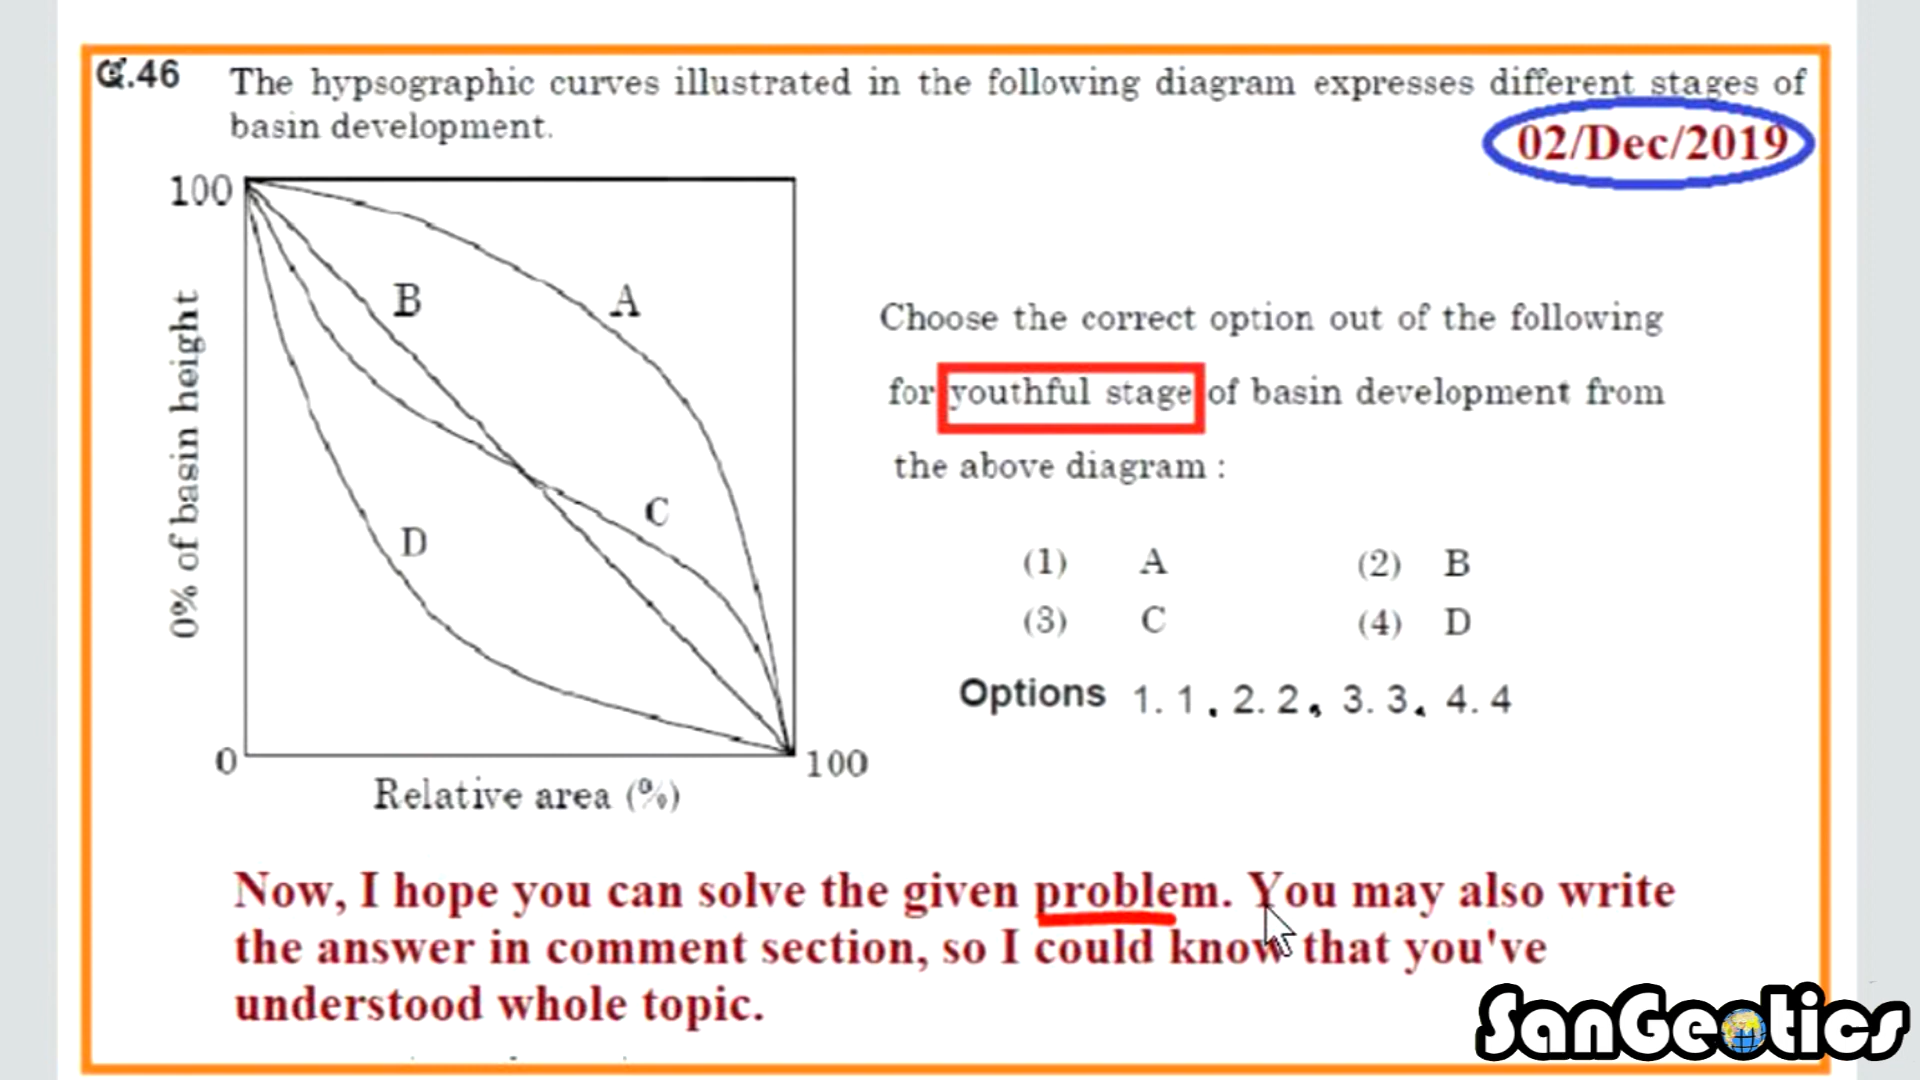 Q.46 The hypsographic curves illustrated in the following diagram expresses different stages of
basin development.
02/Dec/2019
100
0% of basin height
B
A
C
D
0
100
Relative area (%)
Choose the correct option out of the following
for youthful stage of basin development from
the above diagram :
(1) A (2) B
(3) C (4) D
Options 1. 1 , 2. 2 , 3. 3, 4. 4
Now, I hope you can solve the given problem. You may also write
the answer in comment section, so I could know that you've
understood whole topic.
SanGeotics